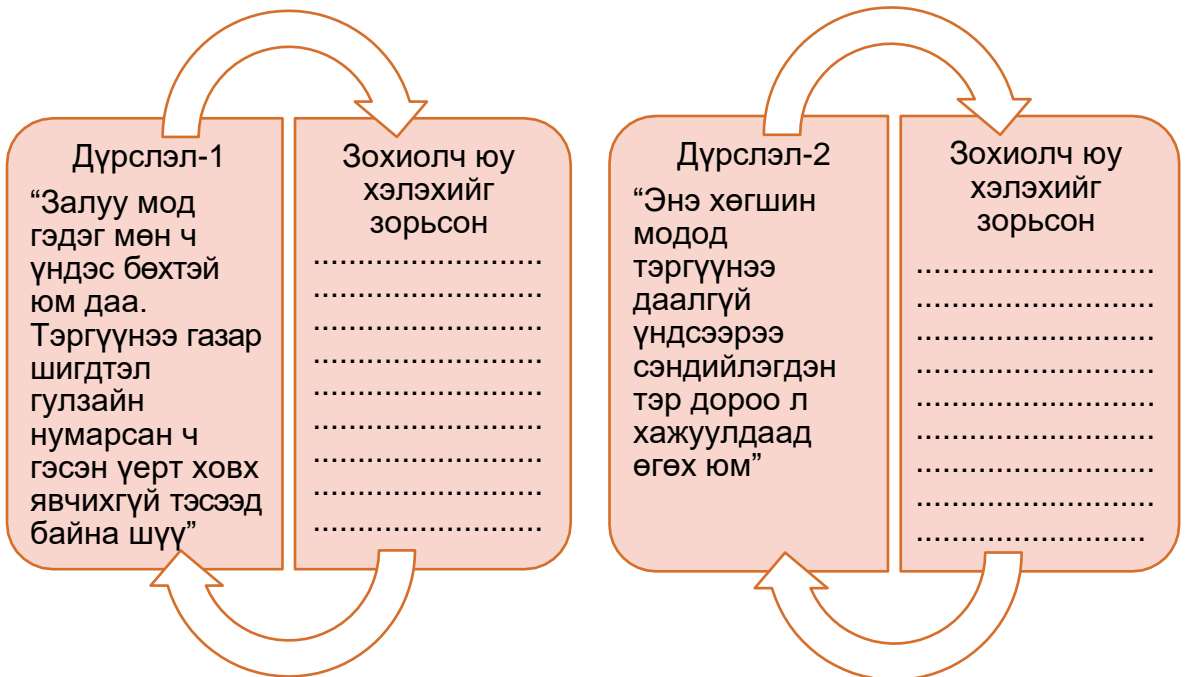 Дүрслэл-1
“Залуу мод
гэдэг мөн ч
үндэс бөхтэй
юм даа.
Тэргүүнээ газар
шигдтэл
гулзайн
нумарсан ч
гэсэн үерт ховх
явчихгүй тэсээд
байна шүү”
Зохиолч юу
хэлэхийг
зорьсон
..........................
..........................
..........................
..........................
..........................
..........................
..........................
..........................
..........................
Дүрслэл-2
“Энэ хөгшин
модод
тэргүүнээ
даалгүй
үндсээрээ
сэндийлэгдэн
тэр дороо л
хажуулдаад
өгөх юм”
Зохиолч юу
хэлэхийг
зорьсон
...........................
...........................
...........................
...........................
...........................
...........................
...........................
...........................
..........................